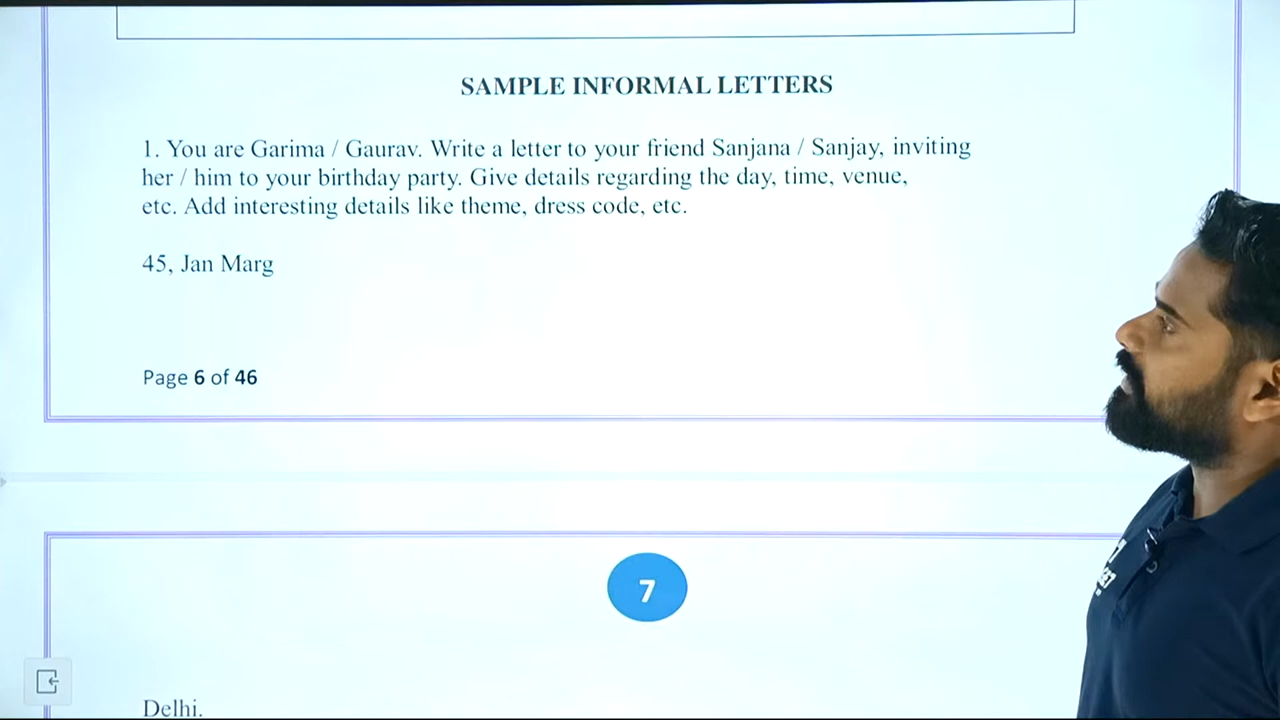 SAMPLE INFORMAL LETTERS
1. You are Garima / Gaurav. Write a letter to your friend Sanjana / Sanjay, inviting
her / him to your birthday party. Give details regarding the day, time, venue,
etc. Add interesting details like theme, dress code, etc.
45, Jan Marg
Page 6 of 46
7
Delhi.